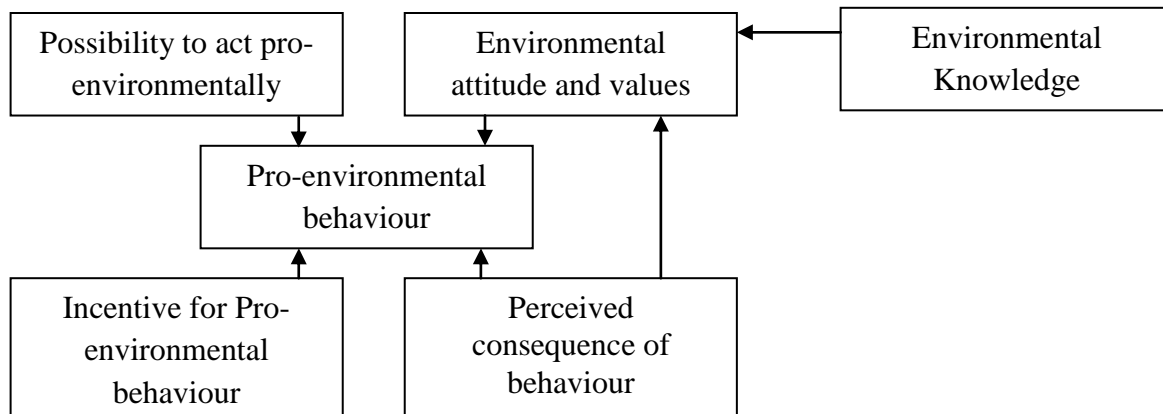 Possibility to act pro-
environmentally
Environmental
attitude and values
Environmental
Knowledge
Pro-environmental
behaviour
Incentive for Pro-
environmental
behaviour
Perceived
consequence of
behaviour